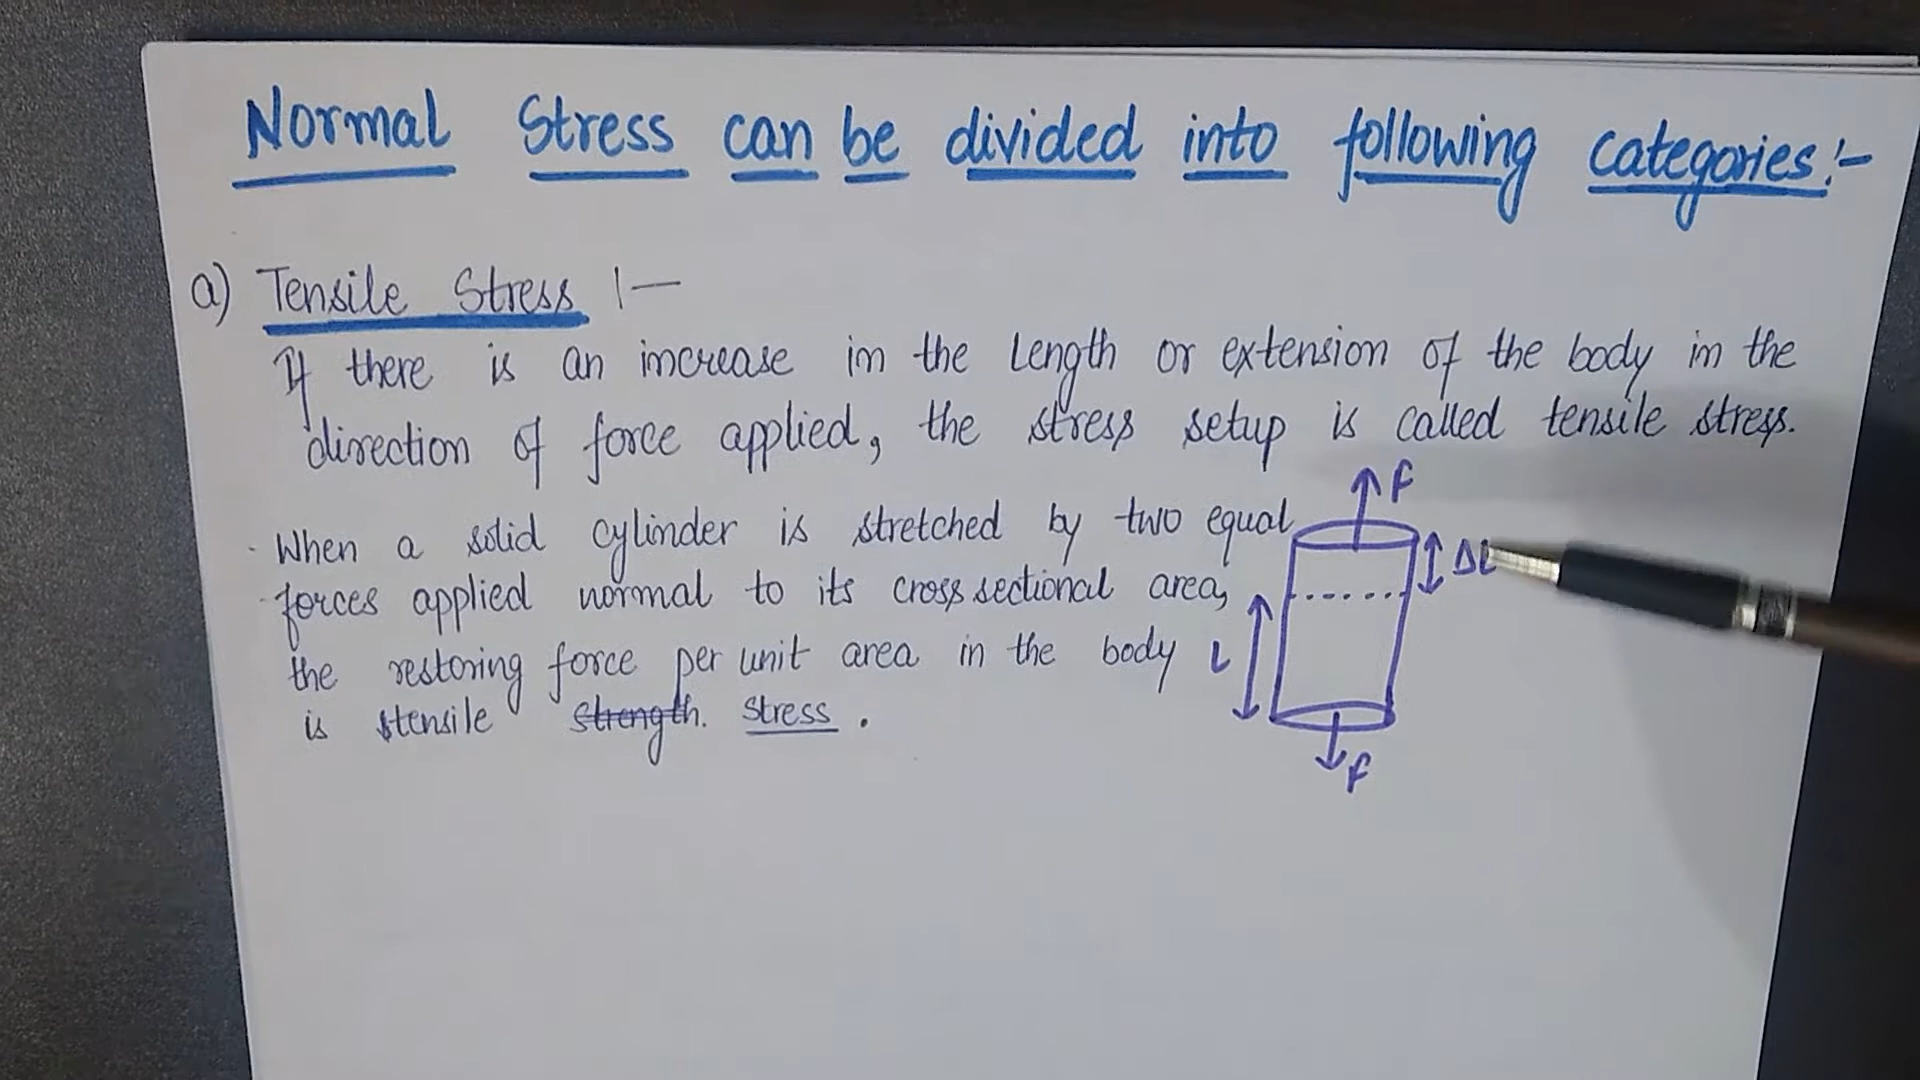 Normal Stress can be divided into following categories:-
a) Tensile Stress :-
If there is an increase in the Length or extension of the body in the
direction of force applied, the stress setup is called tensile stress.
When a solid cylinder is stretched by two equal
forces applied normal to its cross sectional area,
the restoring force per unit area in the body
is tensile strength. Stress.
F
ΔL
L
F